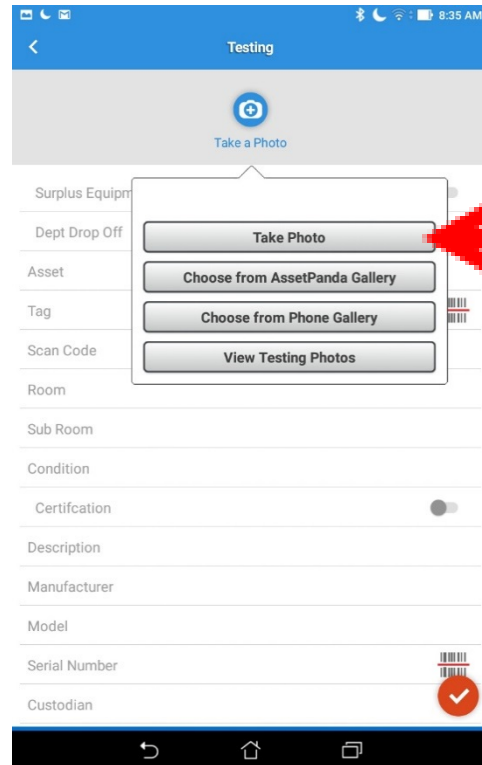 8:35 AM
Testing
Take a Photo
Surplus Equipm
Dept Drop Off
Take Photo
Asset
Choose from AssetPanda Gallery
Tag
Choose from Phone Gallery
Scan Code
View Testing Photos
Room
Sub Room
Condition
Certifcation
Description
Manufacturer
Model
Serial Number
Custodian